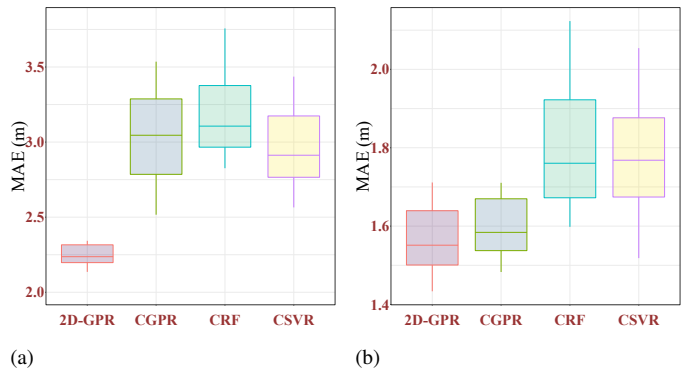 MAE (m)
3.5
3.0
2.5
2.0
2D-GPR CGPR CRF CSVR
(a)
MAE (m)
2.0
1.8
1.6
1.4
2D-GPR CGPR CRF CSVR
(b)